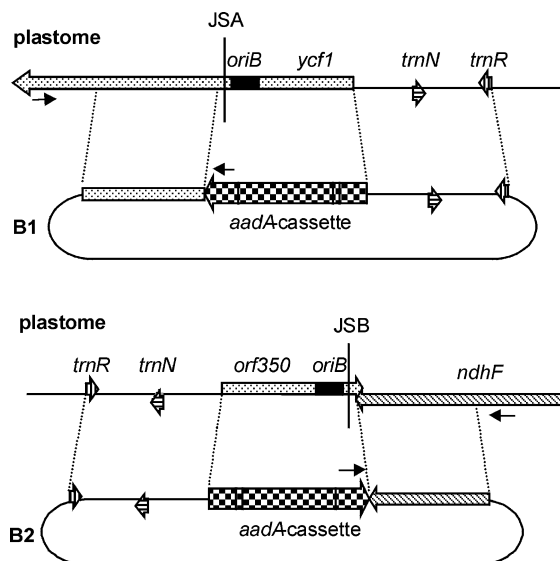 JSA
plastome
oriB ycf1 trnN trnR
B1
aadA-cassette
JSB
plastome
trnR trnN orf350 oriB ndhF
B2
aadA-cassette